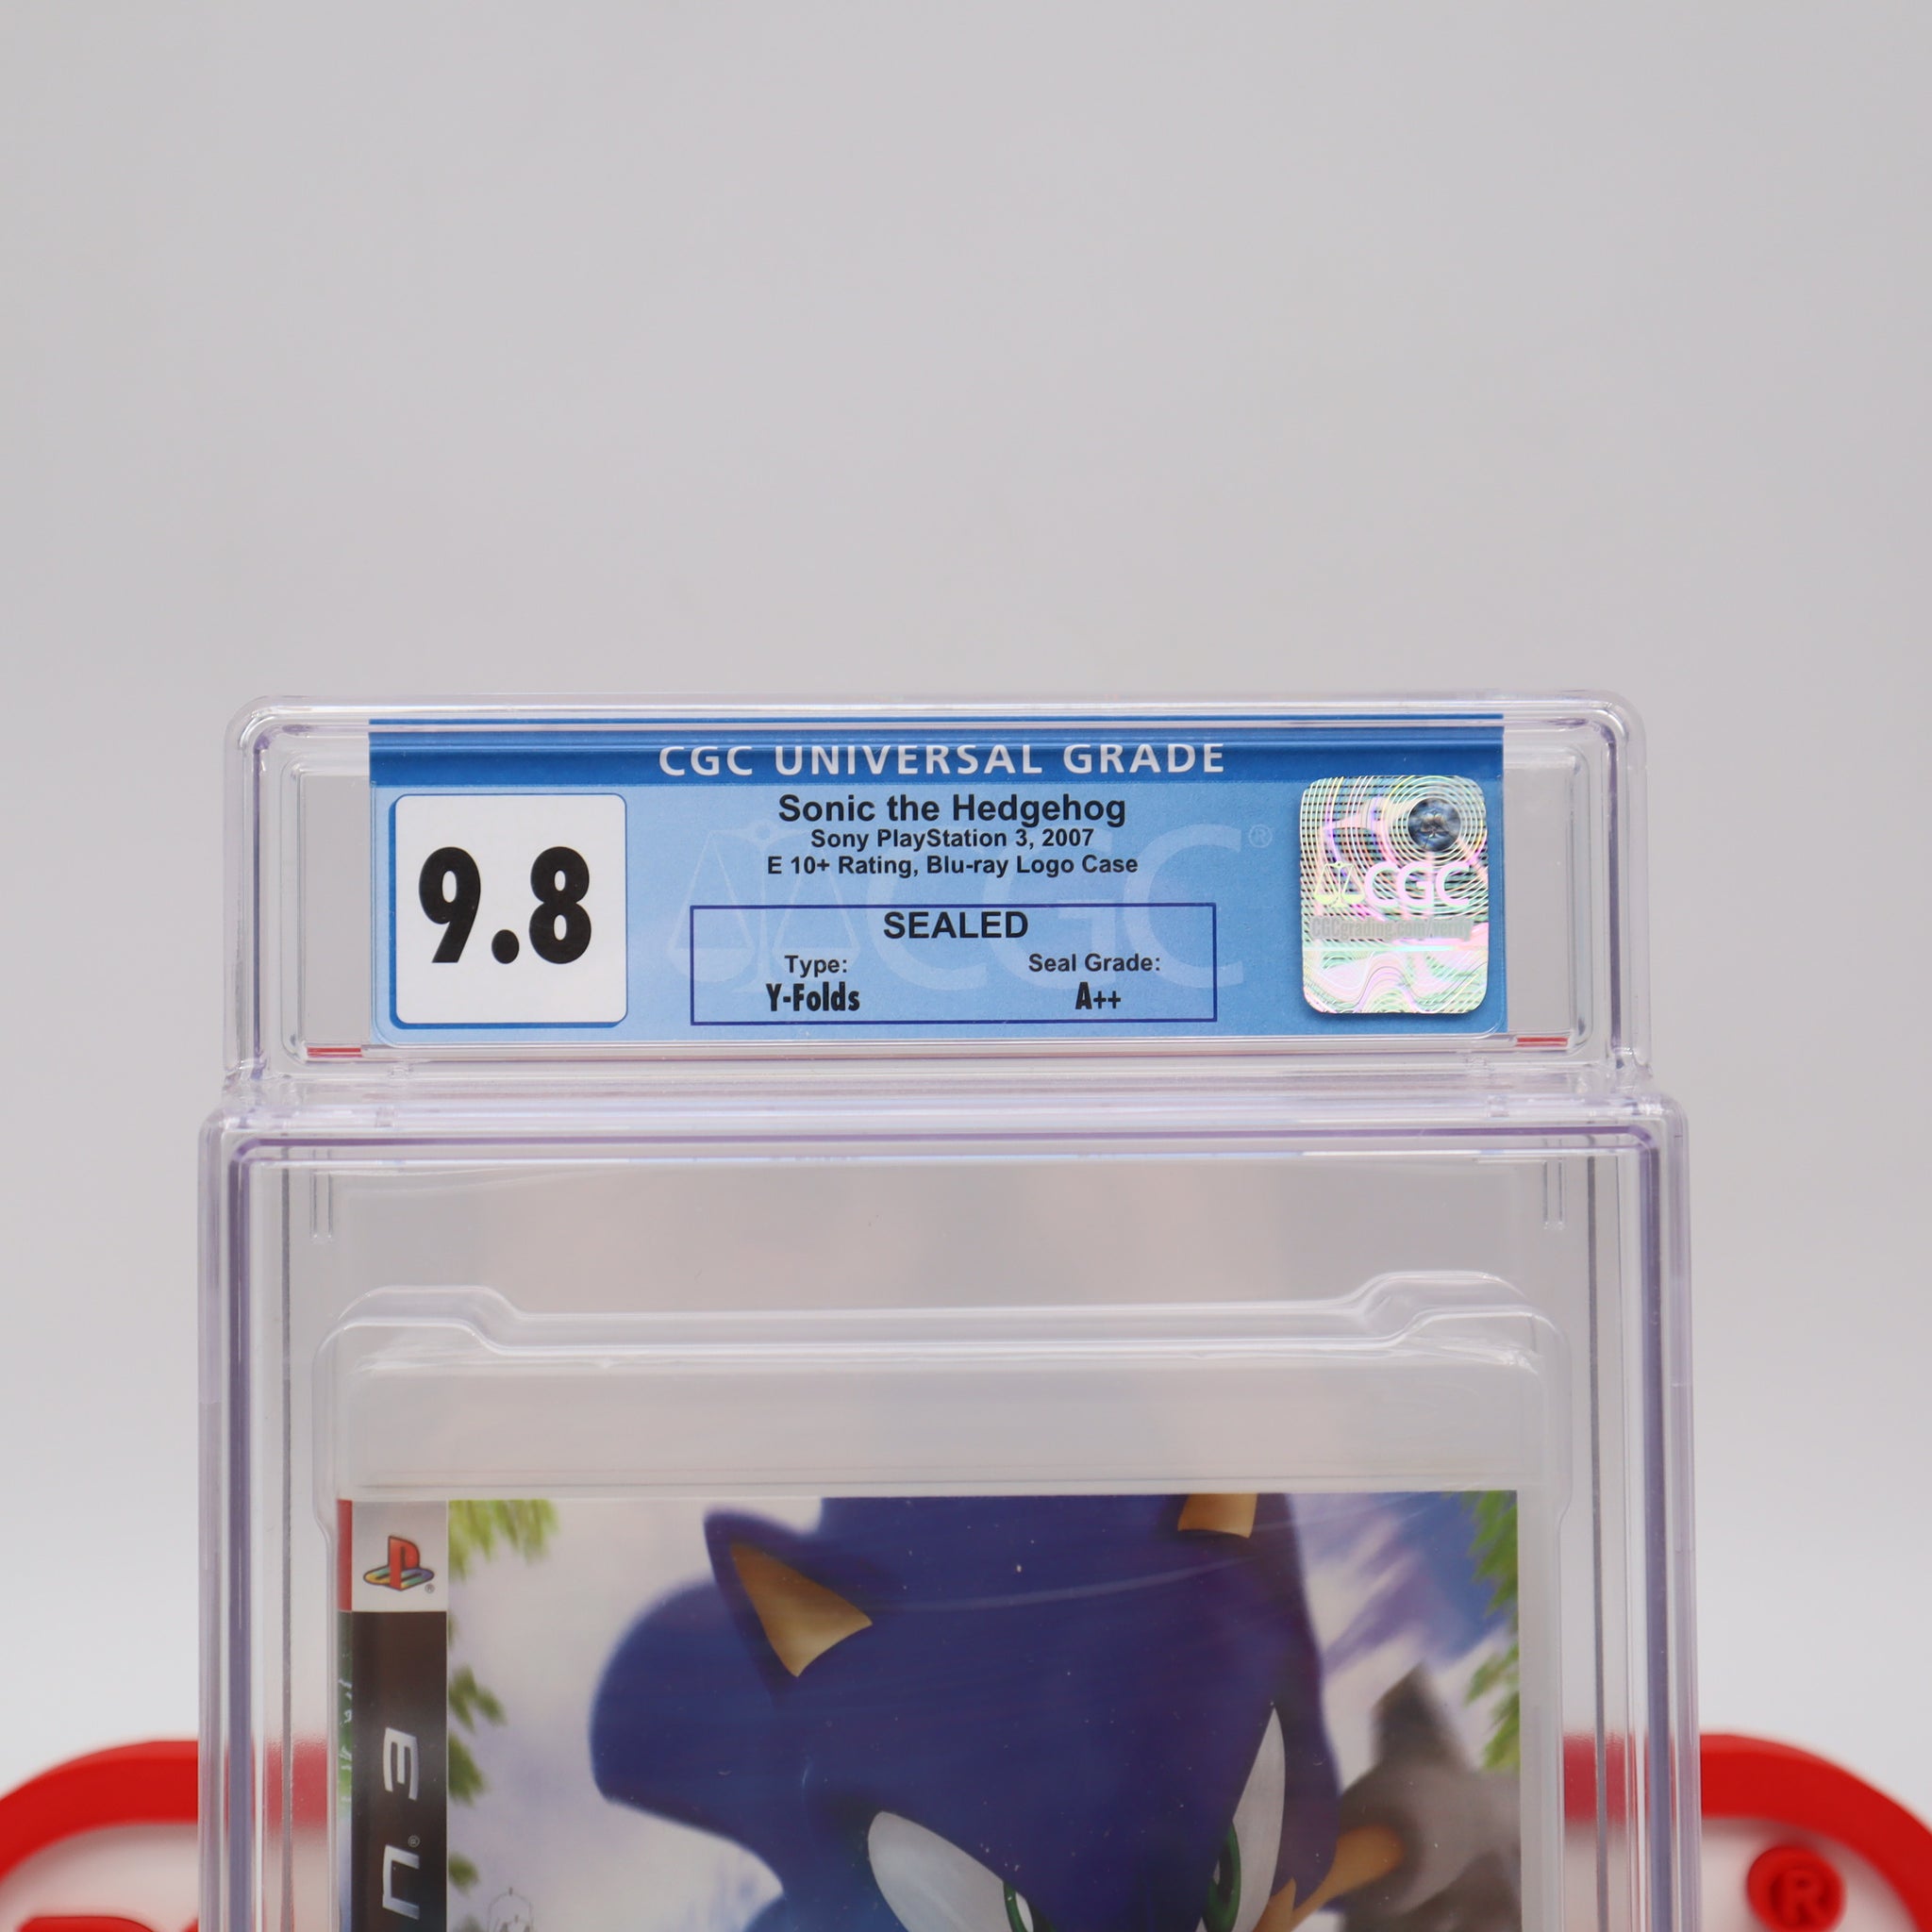 CGC UNIVERSAL GRADE
9.8
Sonic the Hedgehog
Sony PlayStation 3, 2007
E 10+ Rating, Blu-ray Logo Case
CGC®
SEALED
Type:
Y-Folds
Seal Grade:
A++
CGC
CGCgrading.com/verify
®
®